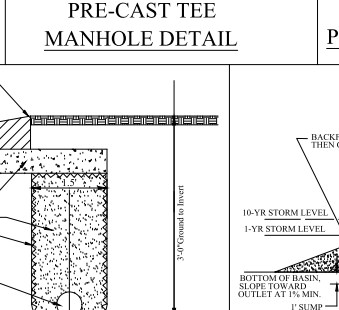 PRE-CAST TEE
MANHOLE DETAIL
P
1.5'
3'-0"Ground to Invert
THEN
10-YR STORM LEVEL
1-YR STORM LEVEL
BOTTOM OF BASIN,
SLOPE TOWARD
OUTLET AT 1% MIN.
1' SUMP